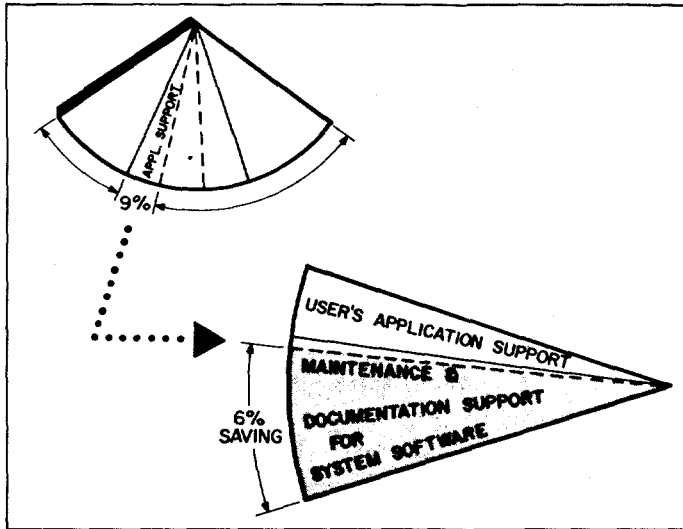 APPL. SUPPORT
9%
USER'S APPLICATION SUPPORT
MAINTENANCE &
DOCUMENTATION SUPPORT
FOR
SYSTEM SOFTWARE
6%
SAVING